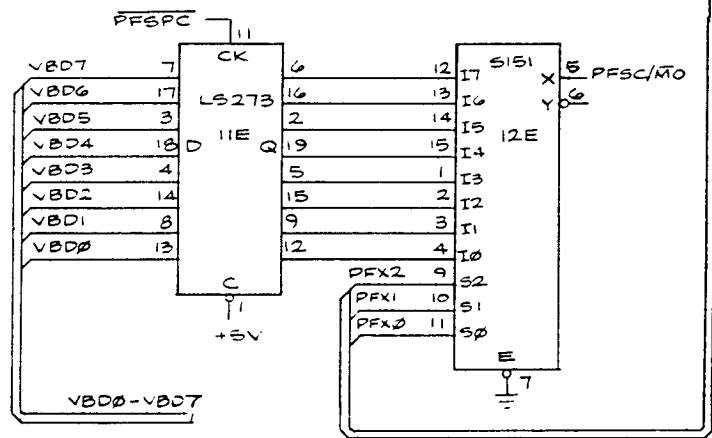 PFSPC
11
CK
VBD7 7 6 12 I7 S151 X 5 PFSC/M0
VBD6 17 LS273 16 13 I6 Y 6
VBD5 3 11E 2 14 I5 12E
VBD4 18 D Q 19 15 I4
VBD3 4 5 1 I3
VBD2 14 15 2 I2
VBD1 8 9 3 I1
VBDØ 13 12 4 IØ
PFX2 9 S2
PFX1 10 S1
PFXØ 11 SØ
C
1
+5V
E
7
VBDØ-VBD7